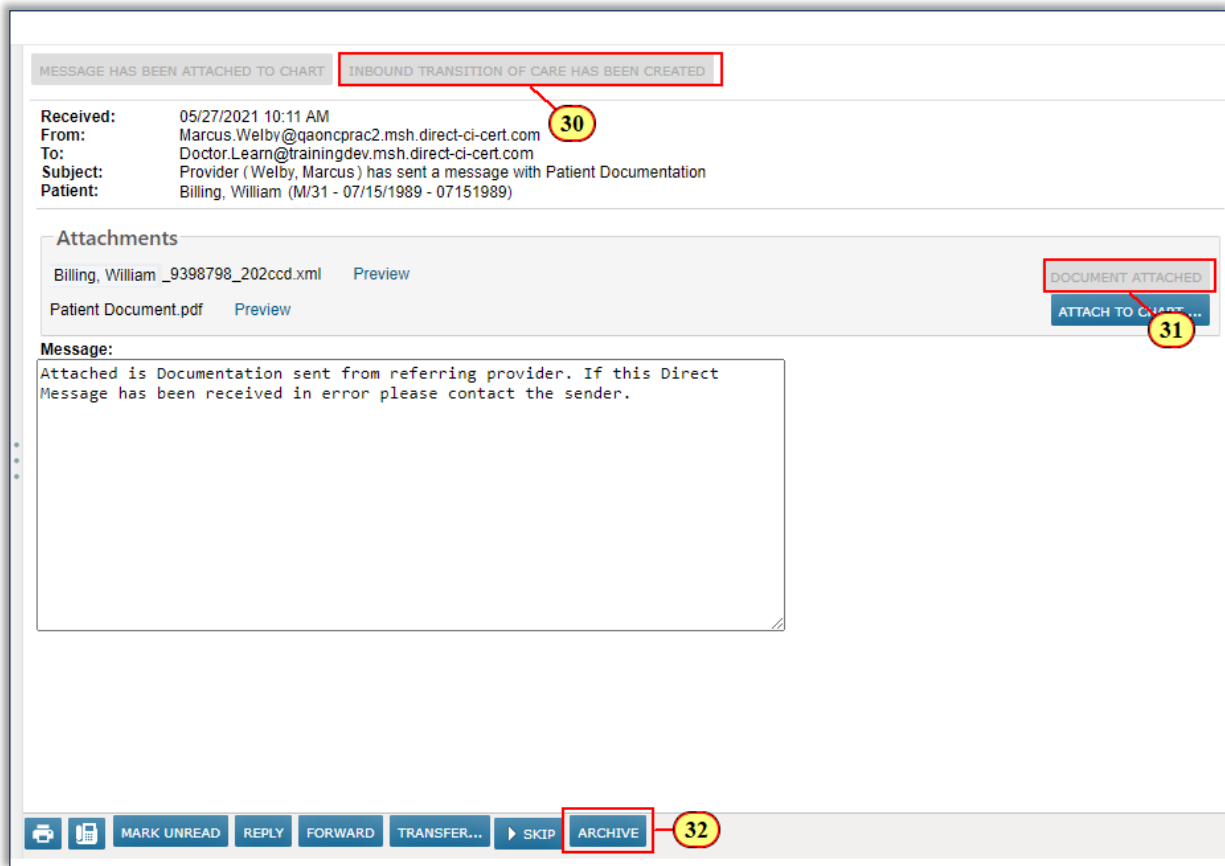 MESSAGE HAS BEEN ATTACHED TO CHART INBOUND TRANSITION OF CARE HAS BEEN CREATED
30
Received: 05/27/2021 10:11 AM
From: Marcus.Welby@qaoncprac2.msh.direct-ci-cert.com
To: Doctor.Learn@trainingdev.msh.direct-ci-cert.com
Subject: Provider (Welby, Marcus) has sent a message with Patient Documentation
Patient: Billing, William (M/31 - 07/15/1989 - 07151989)
Attachments
Billing, William _9398798_202ccd.xml Preview DOCUMENT ATTACHED
Patient Document.pdf Preview ATTACH TO CHART ...
31
Message:
Attached is Documentation sent from referring provider. If this Direct
Message has been received in error please contact the sender.
MARK UNREAD REPLY FORWARD TRANSFER... SKIP ARCHIVE 32